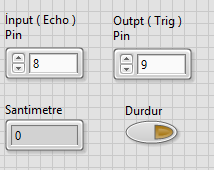 İnput ( Echo )
Pin
8
Outpt ( Trig )
Pin
9
Santimetre
0
Durdur